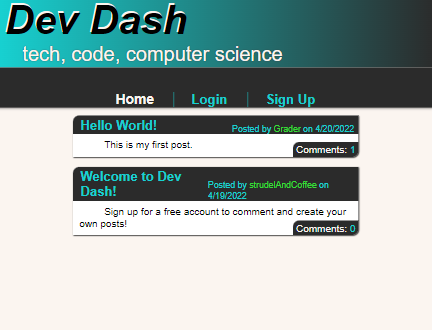 Dev Dash
tech, code, computer science
Home Login Sign Up
Hello World! Posted by Grader on 4/20/2022
This is my first post.
Comments: 1
Welcome to Dev
Dash!
Posted by strudelAndCoffee on
4/19/2022
Sign up for a free account to comment and create your
own posts!
Comments: 0